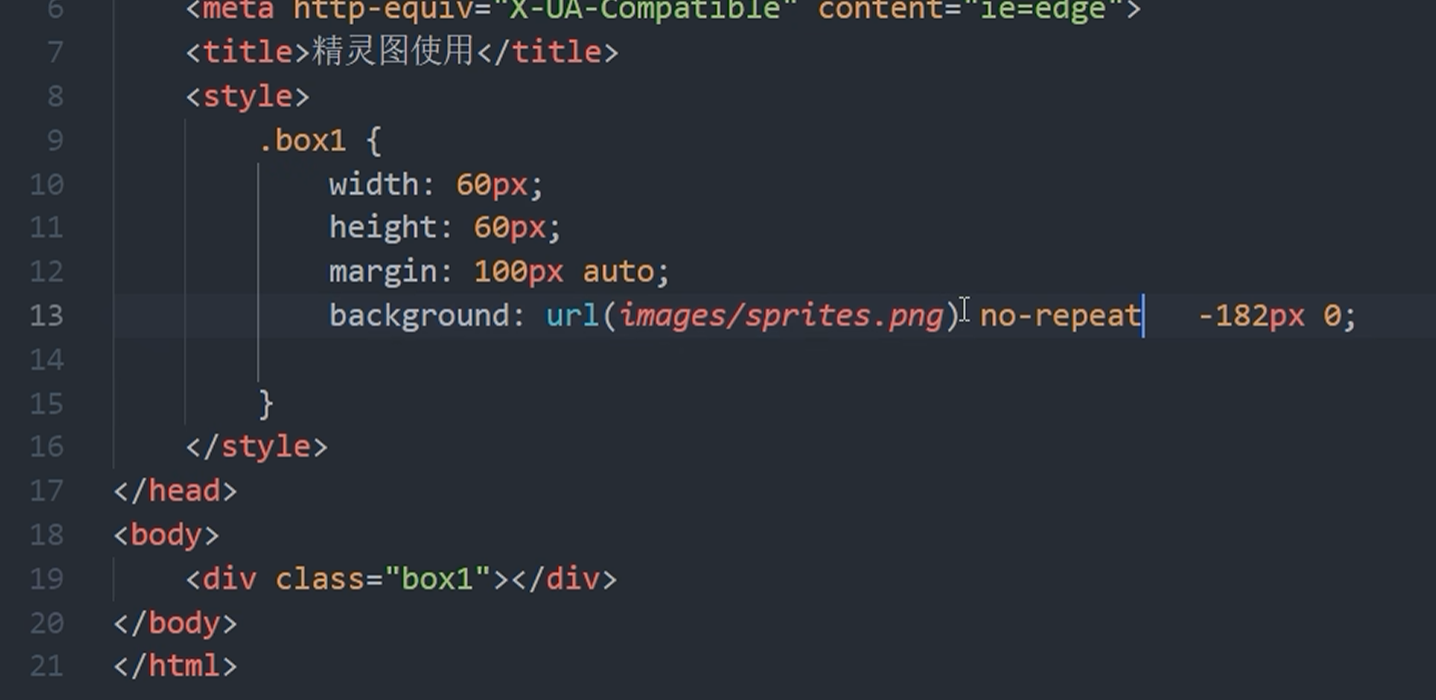 6 <meta http-equiv="X-UA-Compatible" content="ie=edge">
7 <title>精灵图使用</title>
8 <style>
9 .box1 {
10 width: 60px;
11 height: 60px;
12 margin: 100px auto;
13 background: url(images/sprites.png) no-repeat   -182px 0;
14
15 }
16 </style>
17 </head>
18 <body>
19 <div class="box1"></div>
20 </body>
21 </html>